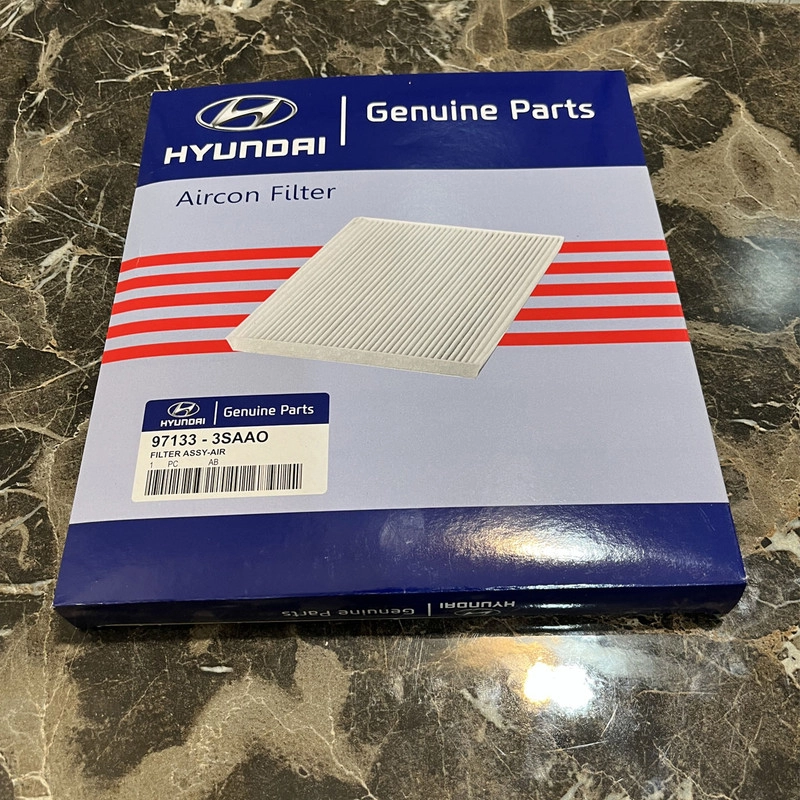 HYUNDAI | Genuine Parts
Aircon Filter
HYUNDAI | Genuine Parts
97133 - 3SAAO
FILTER ASSY-AIR
1 PC AB
Genuine Parts | HYUNDAI